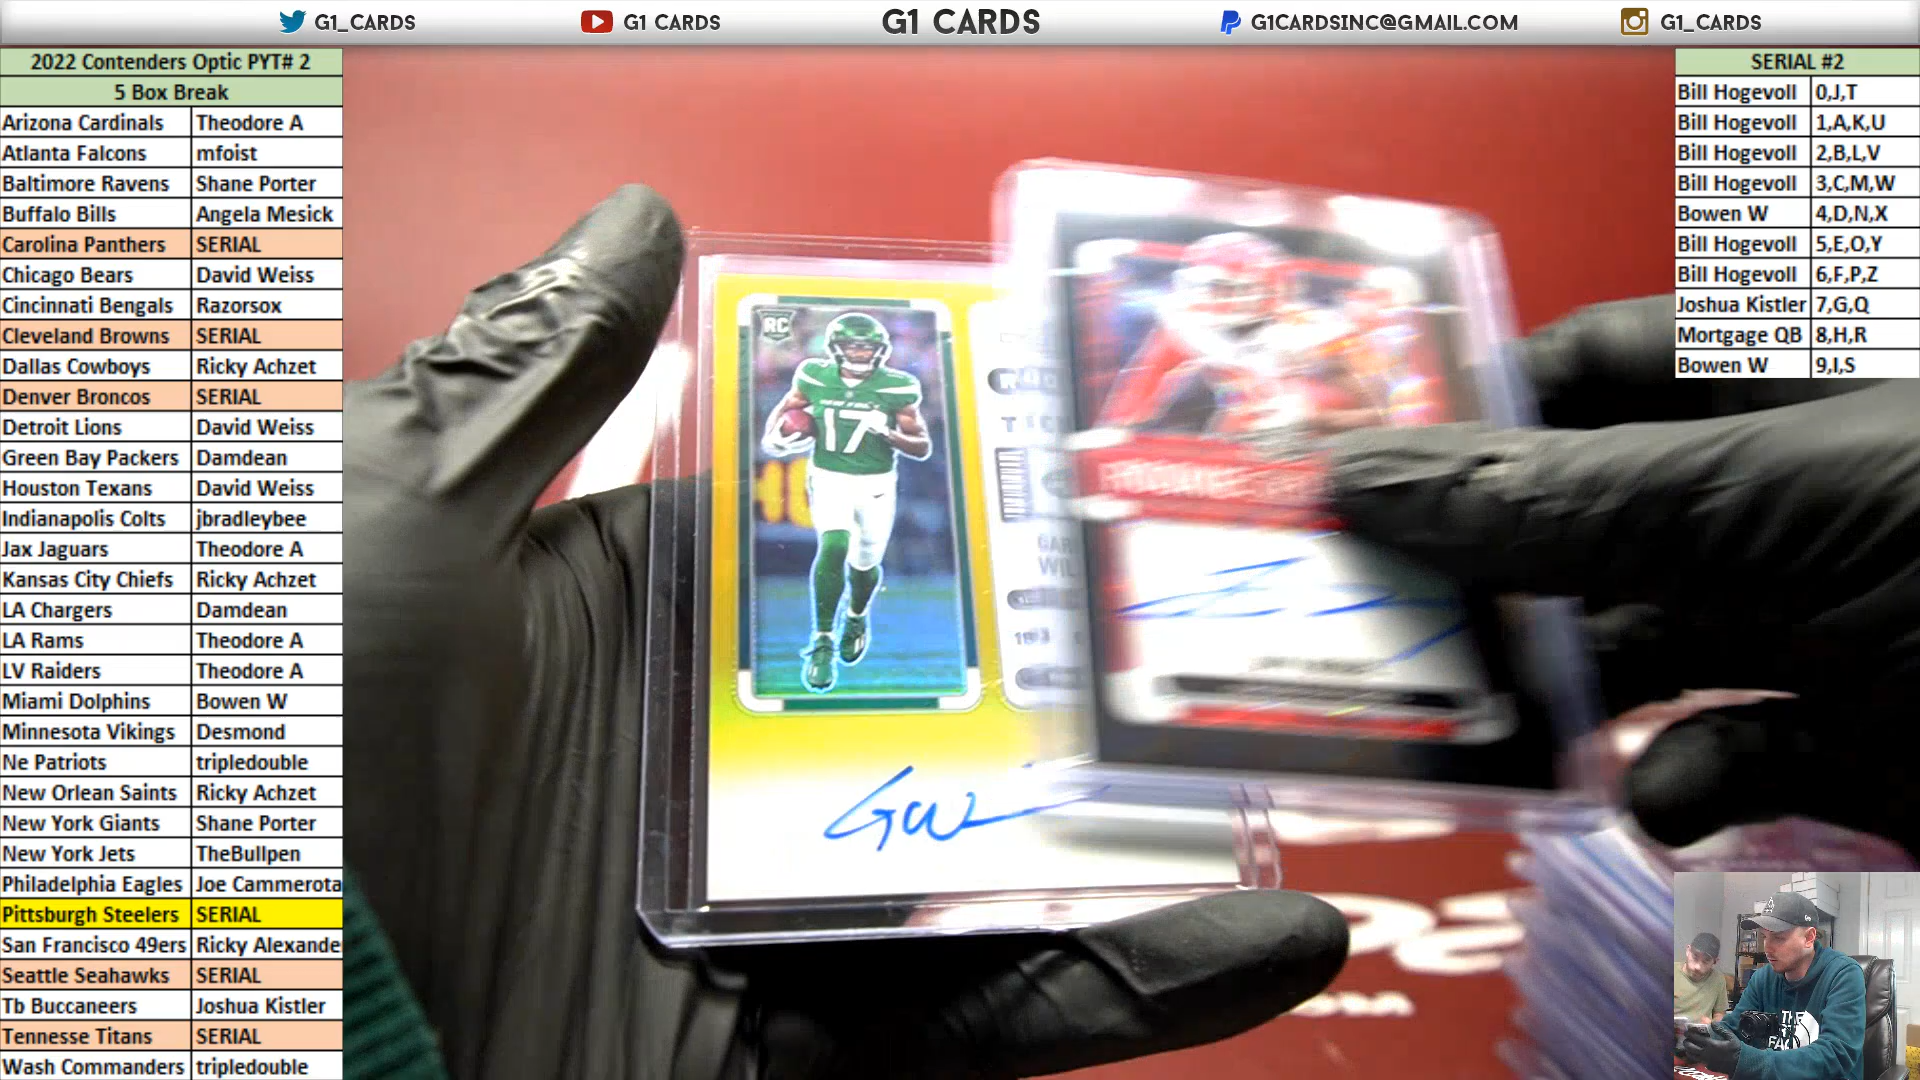 G1_CARDS
G1 CARDS
G1 CARDS
G1CARDSINC@GMAIL.COM
G1_CARDS
2022 Contenders Optic PYT# 2
5 Box Break
Arizona Cardinals Theodore A
Atlanta Falcons mfoist
Baltimore Ravens Shane Porter
Buffalo Bills Angela Mesick
Carolina Panthers SERIAL
Chicago Bears David Weiss
Cincinnati Bengals Razorsox
Cleveland Browns SERIAL
Dallas Cowboys Ricky Achzet
Denver Broncos SERIAL
Detroit Lions David Weiss
Green Bay Packers Damdean
Houston Texans David Weiss
Indianapolis Colts jbradleybee
Jax Jaguars Theodore A
Kansas City Chiefs Ricky Achzet
LA Chargers Damdean
LA Rams Theodore A
LV Raiders Theodore A
Miami Dolphins Bowen W
Minnesota Vikings Desmond
Ne Patriots tripledouble
New Orlean Saints Ricky Achzet
New York Giants Shane Porter
New York Jets TheBullpen
Philadelphia Eagles Joe Cammerota
Pittsburgh Steelers SERIAL
San Francisco 49ers Ricky Alexande
Seattle Seahawks SERIAL
Tb Buccaneers Joshua Kistler
Tennesse Titans SERIAL
Wash Commanders tripledouble
SERIAL #2
Bill Hogevoll 0,J,T
Bill Hogevoll 1,A,K,U
Bill Hogevoll 2,B,L,V
Bill Hogevoll 3,C,M,W
Bowen W 4,D,N,X
Bill Hogevoll 5,E,O,Y
Bill Hogevoll 6,F,P,Z
Joshua Kistler 7,G,Q
Mortgage QB 8,H,R
Bowen W 9,I,S
RC
17
GW
THE